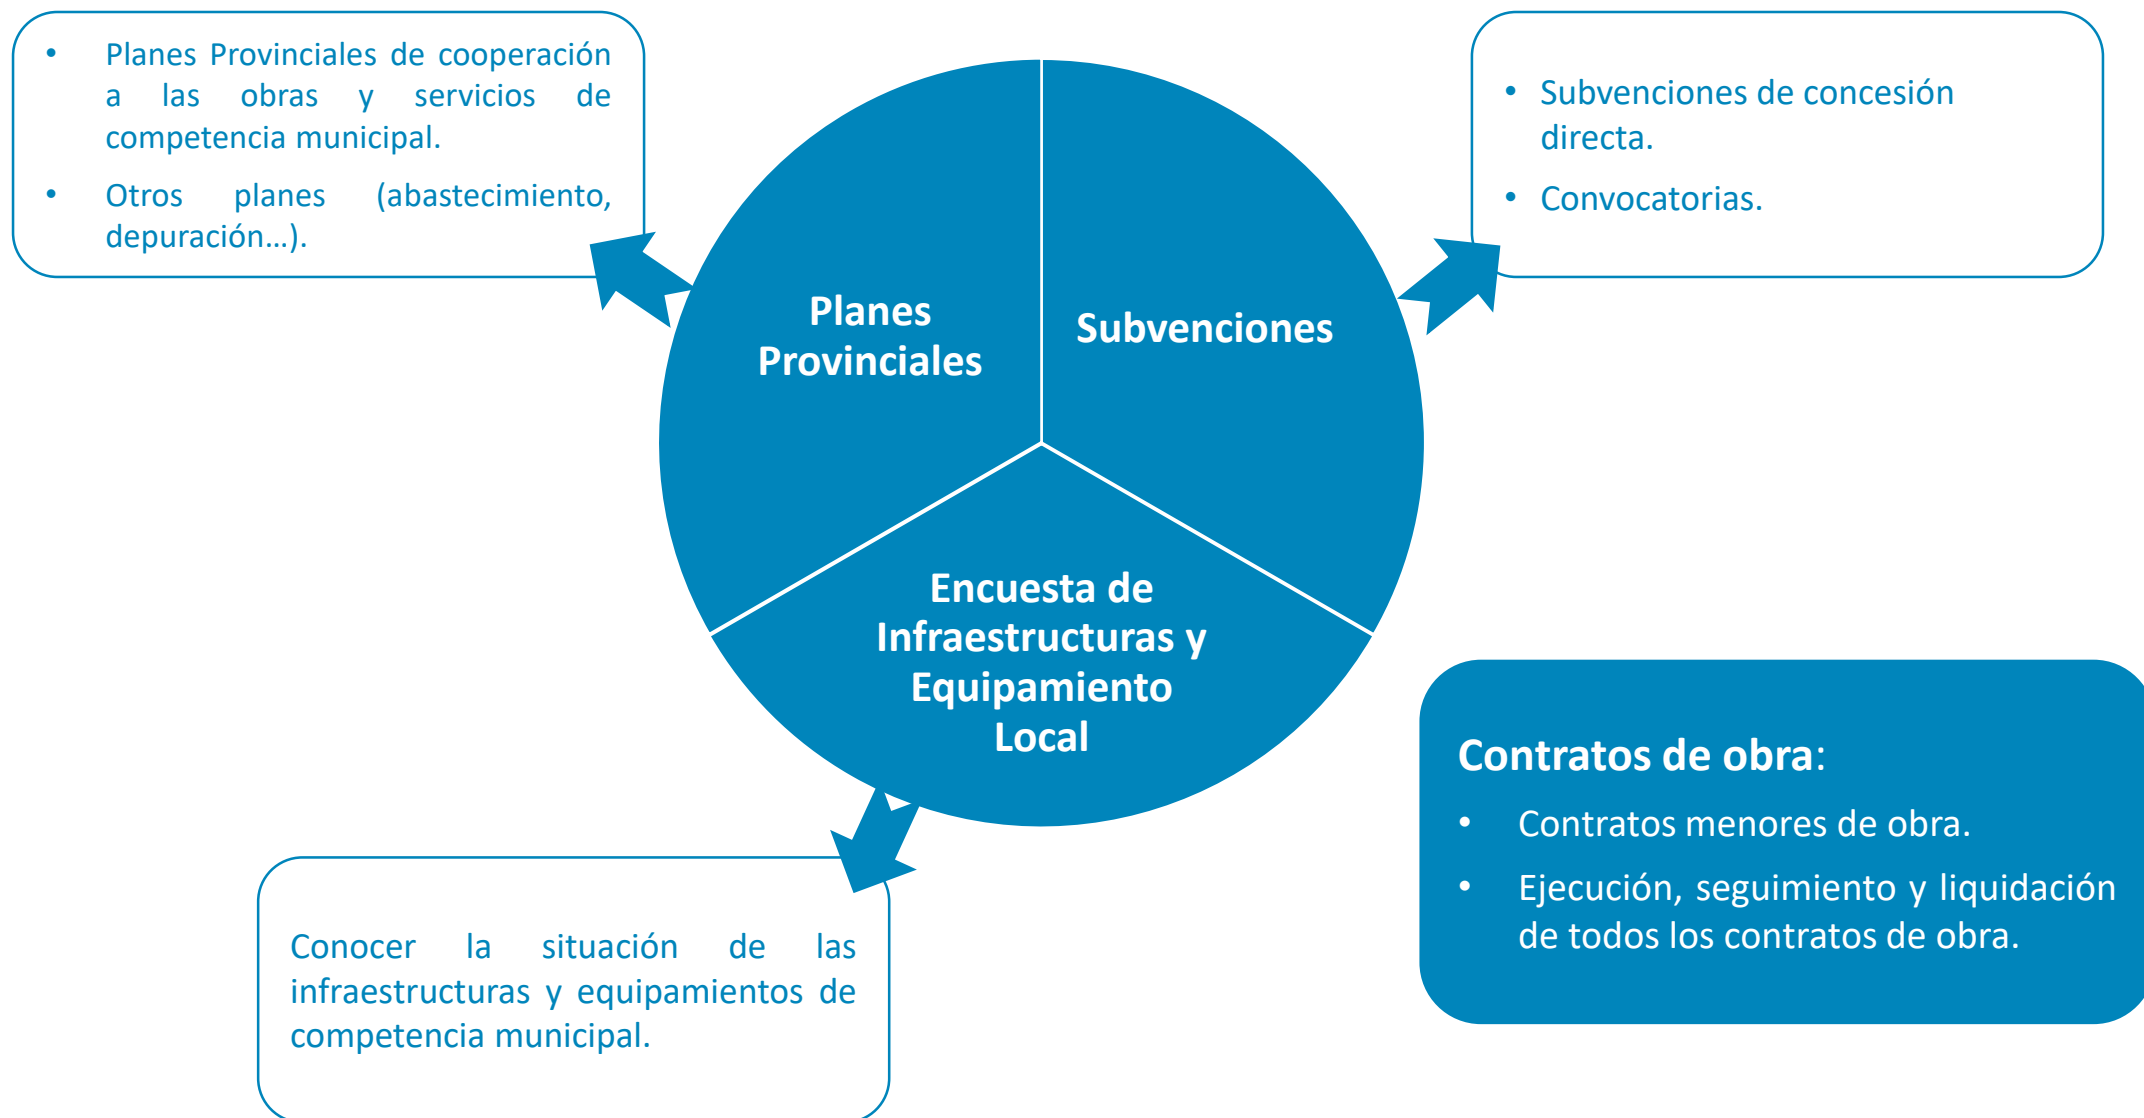 • Planes Provinciales de cooperación
a las obras y servicios de
competencia municipal.
• Otros planes (abastecimiento,
depuración...).
• Subvenciones de concesión
directa.
• Convocatorias.
Planes
Provinciales
Subvenciones
Encuesta de
Infraestructuras y
Equipamiento
Local
Conocer la situación de las
infraestructuras y equipamientos de
competencia municipal.
Contratos de obra:
• Contratos menores de obra.
• Ejecución, seguimiento y liquidación
de todos los contratos de obra.